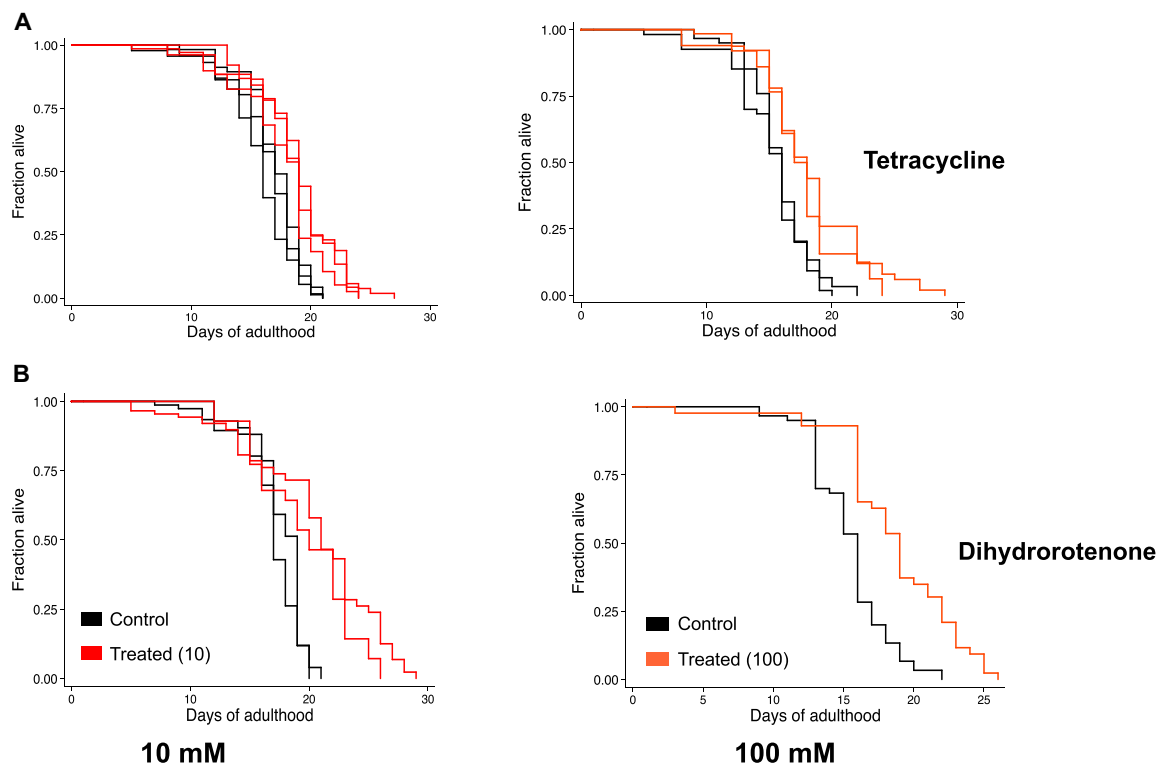 A
1.00
0.75
0.50
0.25
0.00
Fraction alive
0
10
20
30
Days of adulthood
1.00
0.75
0.50
0.25
0.00
Fraction alive
0
10
20
30
Days of adulthood
Tetracycline
B
1.00
0.75
0.50
0.25
0.00
Fraction alive
Control
Treated (10)
0
10
20
30
Days of adulthood
10 mM
1.00
0.75
0.50
0.25
0.00
Fraction alive
Control
Treated (100)
0
5
10
15
20
25
Days of adulthood
Dihydrorotenone
100 mM